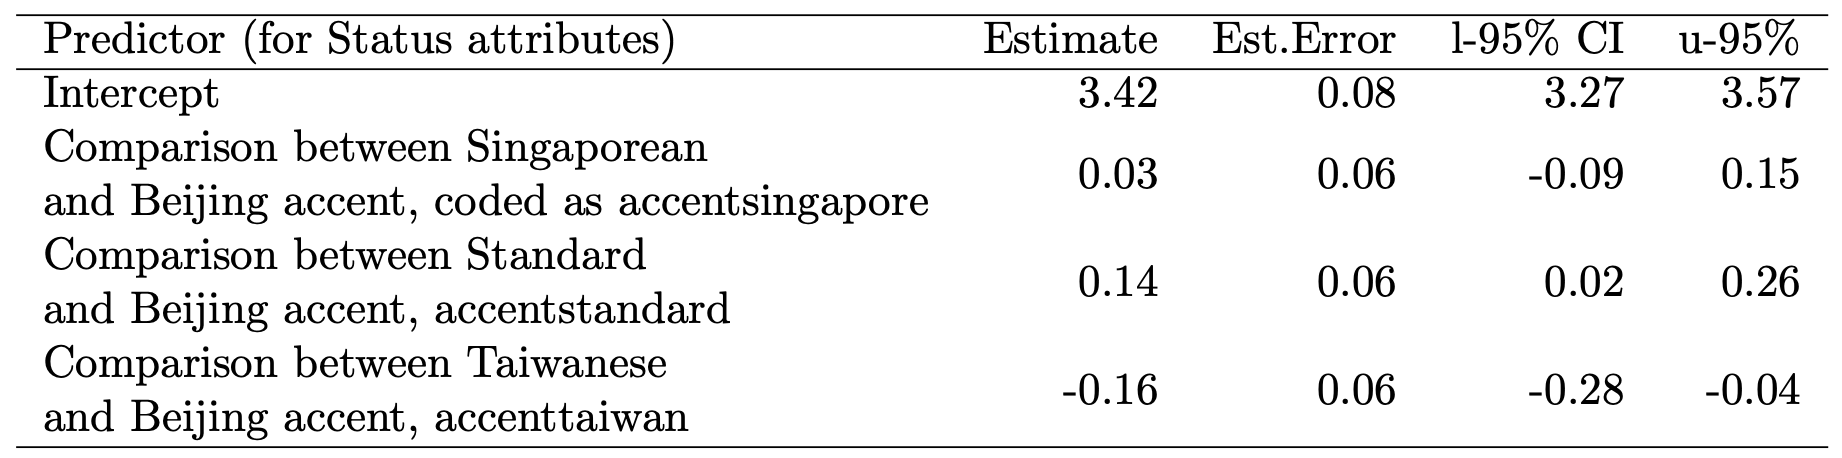 Predictor (for Status attributes) Estimate Est.Error l-95% CI u-95%
Intercept 3.42 0.08 3.27 3.57
Comparison between Singaporean
and Beijing accent, coded as accentsingapore 0.03 0.06 -0.09 0.15
Comparison between Standard
and Beijing accent, accentstandard 0.14 0.06 0.02 0.26
Comparison between Taiwanese
and Beijing accent, accenttaiwan -0.16 0.06 -0.28 -0.04